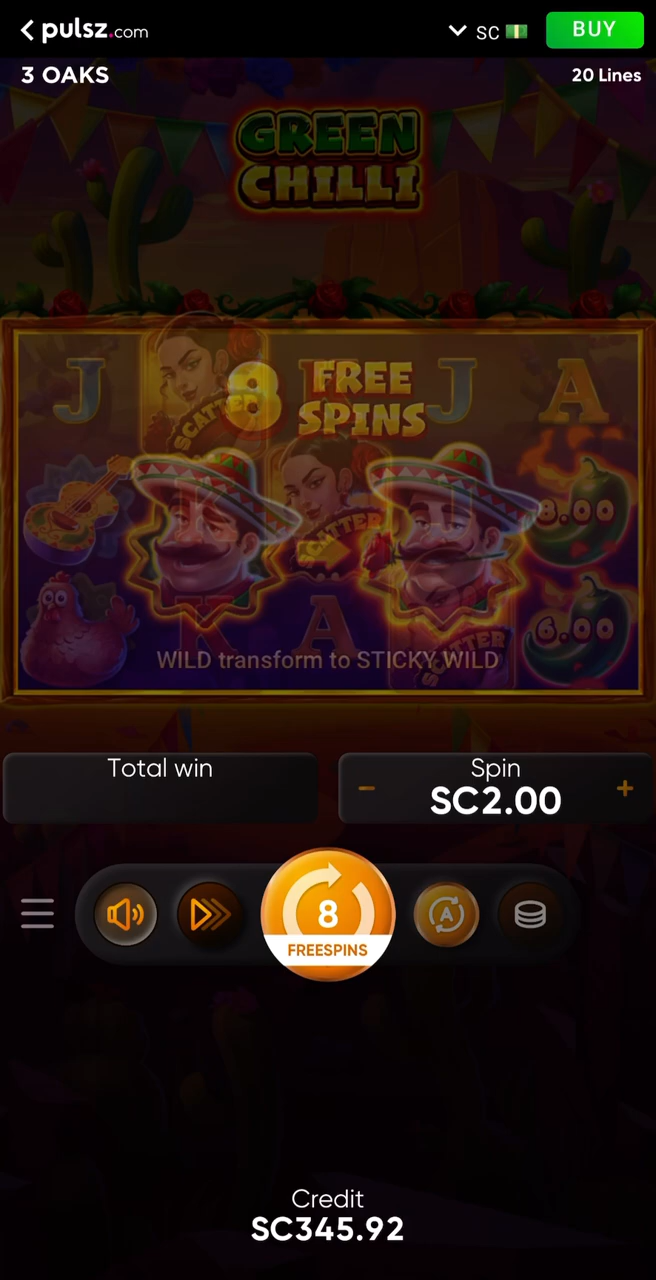 pulsz.com
SC
BUY
3 OAKS
20 Lines
GREEN
CHILLI
J
J
A
SCATTER
8 FREE
SPINS
K
J
8.00
SCATTER
K
A
6.00
SCATTER
WILD transform to STICKY WILD
Total win
Spin
SC2.00
8
FREESPINS
A
Credit
SC345.92